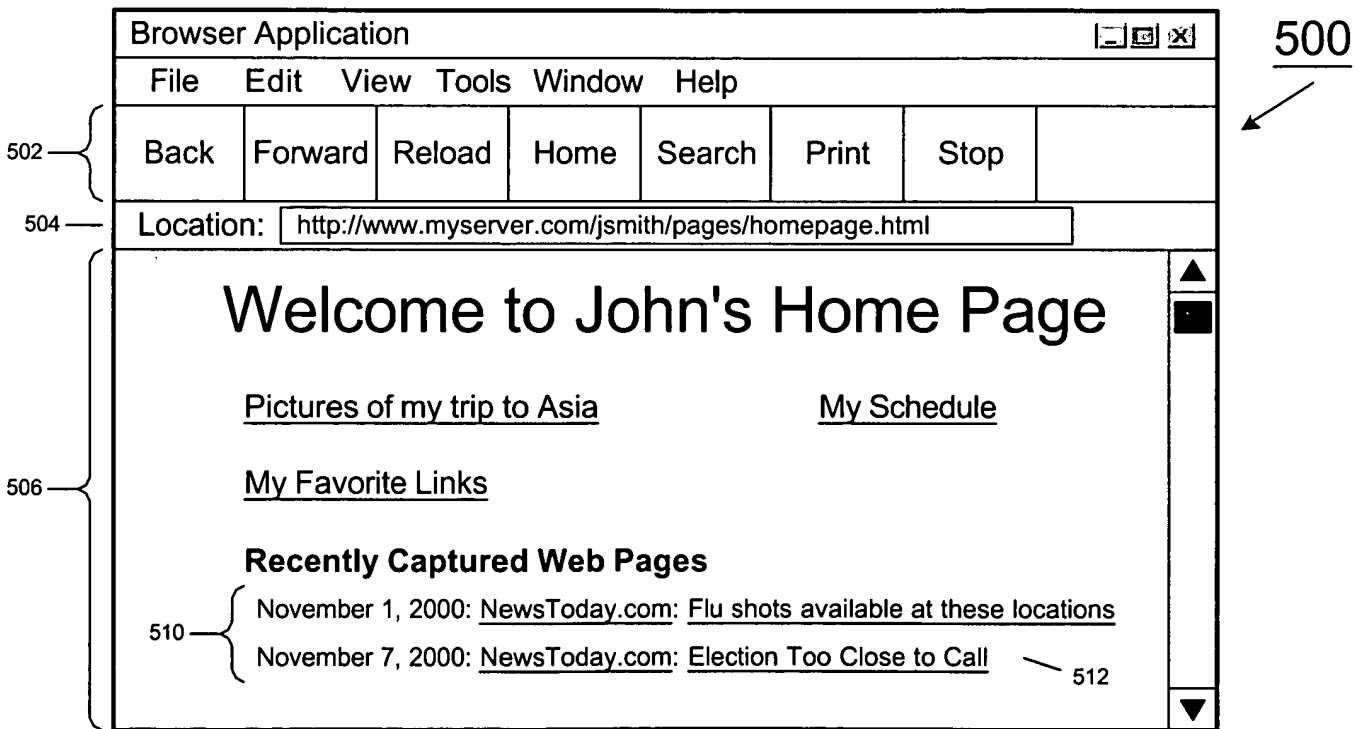 Browser Application
500
File Edit View Tools Window Help
502
Back Forward Reload Home Search Print Stop
504
Location: http://www.myserver.com/jsmith/pages/homepage.html
Welcome to John's Home Page
Pictures of my trip to Asia My Schedule
506
My Favorite Links
Recently Captured Web Pages
November 1, 2000: NewsToday.com: Flu shots available at these locations
510
November 7, 2000: NewsToday.com: Election Too Close to Call
512